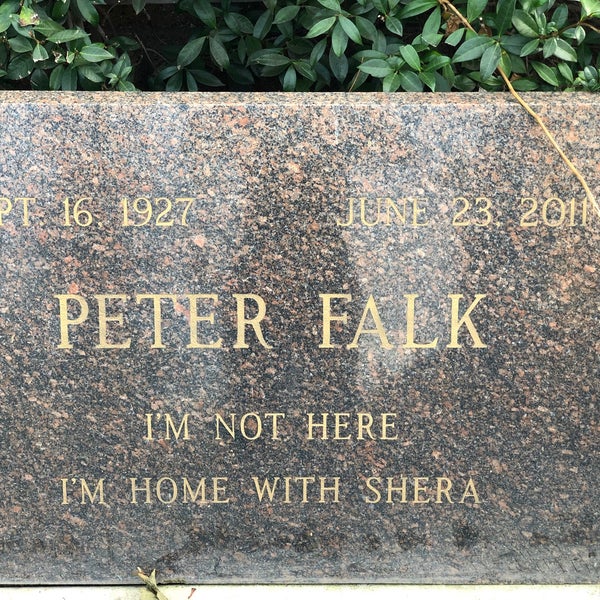 PT 16 1927 JUNE 23 2011
PETER FALK
I'M NOT HERE
I'M HOME WITH SHERA